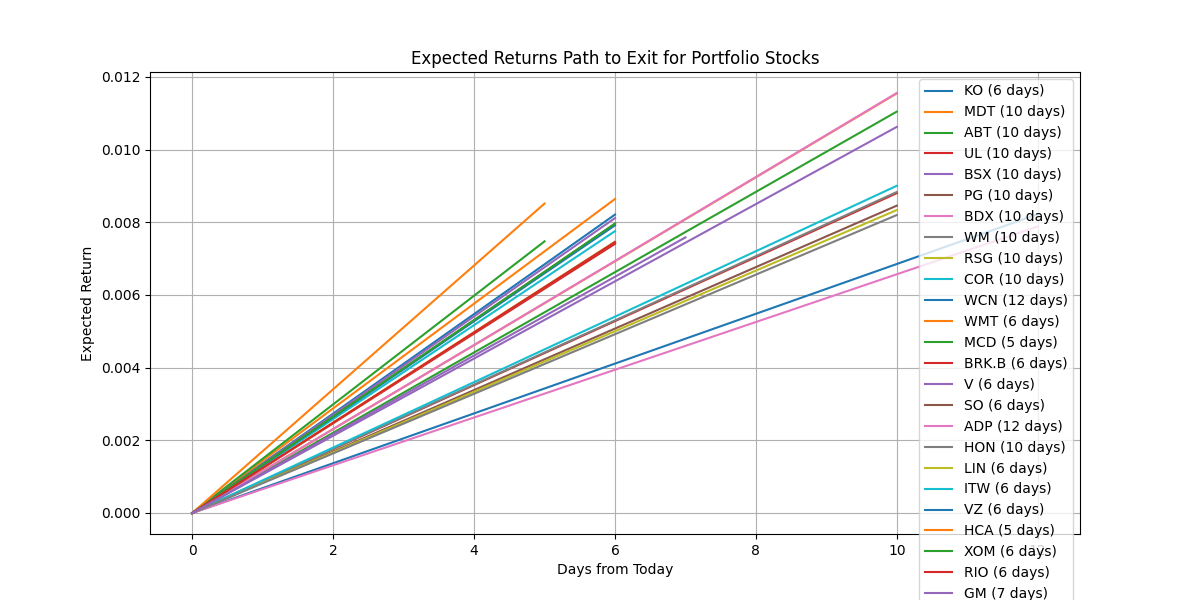 Expected Returns Path to Exit for Portfolio Stocks
0.012
0.010
0.008
0.006
0.004
0.002
0.000
Expected Return
0
2
4
6
8
10
Days from Today
KO (6 days)
MDT (10 days)
ABT (10 days)
UL (10 days)
BSX (10 days)
PG (10 days)
BDX (10 days)
WM (10 days)
RSG (10 days)
COR (10 days)
WCN (12 days)
WMT (6 days)
MCD (5 days)
BRK.B (6 days)
V (6 days)
SO (6 days)
ADP (12 days)
HON (10 days)
LIN (6 days)
ITW (6 days)
VZ (6 days)
HCA (5 days)
XOM (6 days)
RIO (6 days)
GM (7 days)